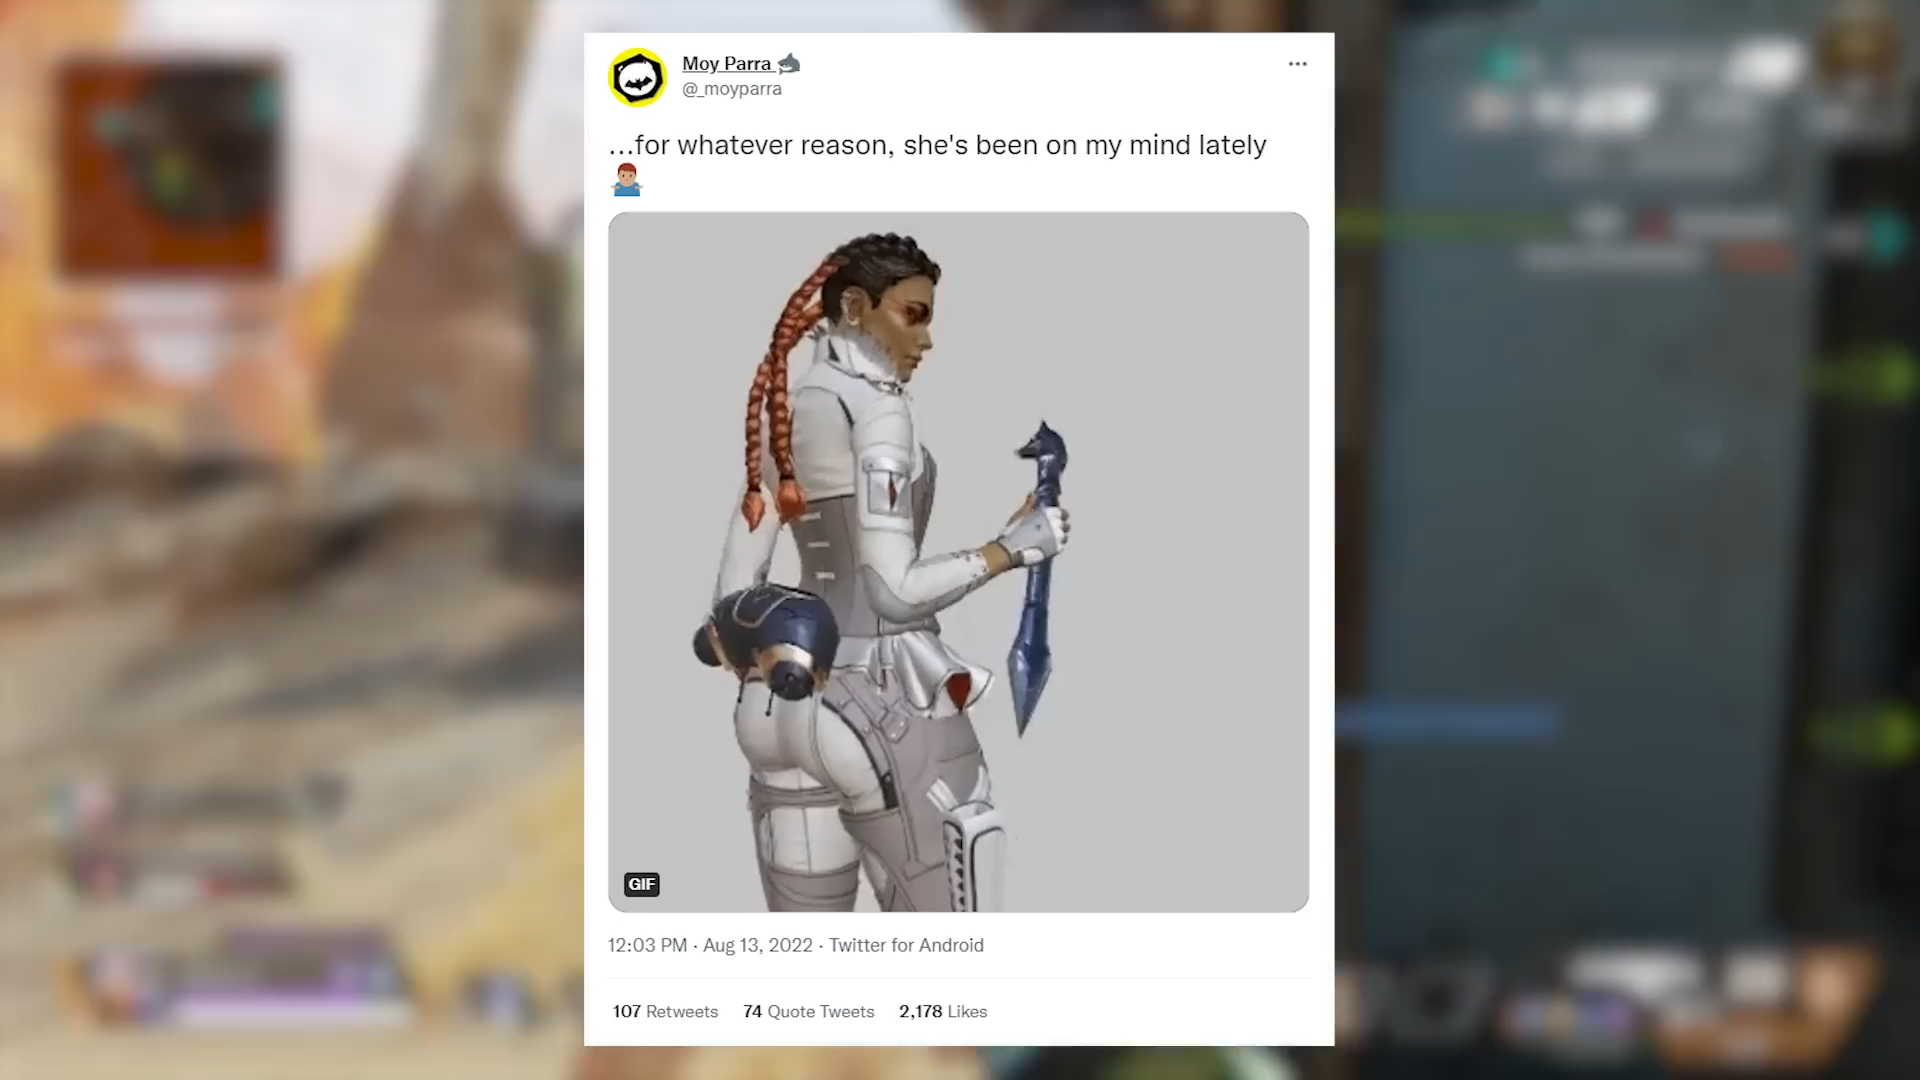 Moy Parra
@_moyparra
...for whatever reason, she's been on my mind lately
GIF
12:03 PM · Aug 13, 2022 · Twitter for Android
107 Retweets 74 Quote Tweets 2,178 Likes